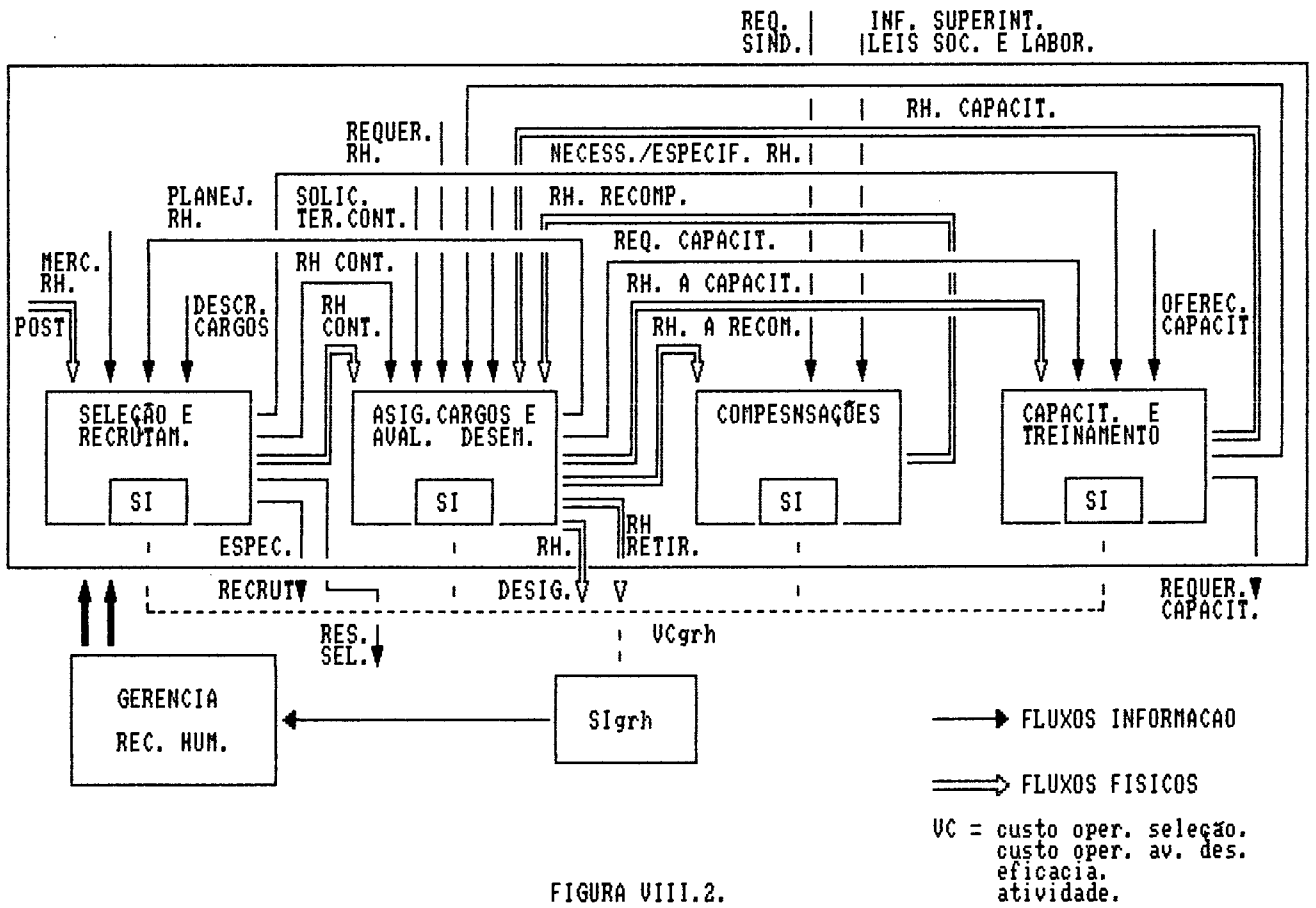 REQ. INF. SUPERINT.
SIND. LEIS SOC. E LABOR.
RH. CAPACIT.
REQUER.
RH.
NECESS./ESPECIF. RH.
PLANEJ.
RH.
SOLIC.
TER.CONT.
RH. RECOMP.
REQ. CAPACIT.
MERC.
RH.
RH CONT.
RH. A CAPACIT.
POST
DESCR.
CARGOS
RH
CONT.
RH. A RECOM.
OFEREC.
CAPACIT
SELEÇÃO E
RECRUTAM.
SI
ASIG.CARGOS E
AVAL. DESEM.
SI
COMPESNSAÇÕES
SI
CAPACIT. E
TREINAMENTO
SI
ESPEC.
RECRUT
RH.
DESIG.
RH
RETIR.
REQUER.
CAPACIT.
RES.
SEL.
VCgrh
GERENCIA
REC. HUM.
SIgrh
FLUXOS INFORMACAO
FLUXOS FISICOS
VC = custo oper. seleção.
custo oper. av. des.
eficacia.
atividade.
FIGURA VIII.2.